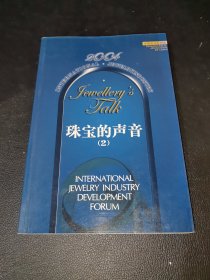 2004
Jewellery's
Talk
珠宝的声音
(2)
INTERNATIONAL
JEWELRY INDUSTRY
DEVELOPMENT
FORUM